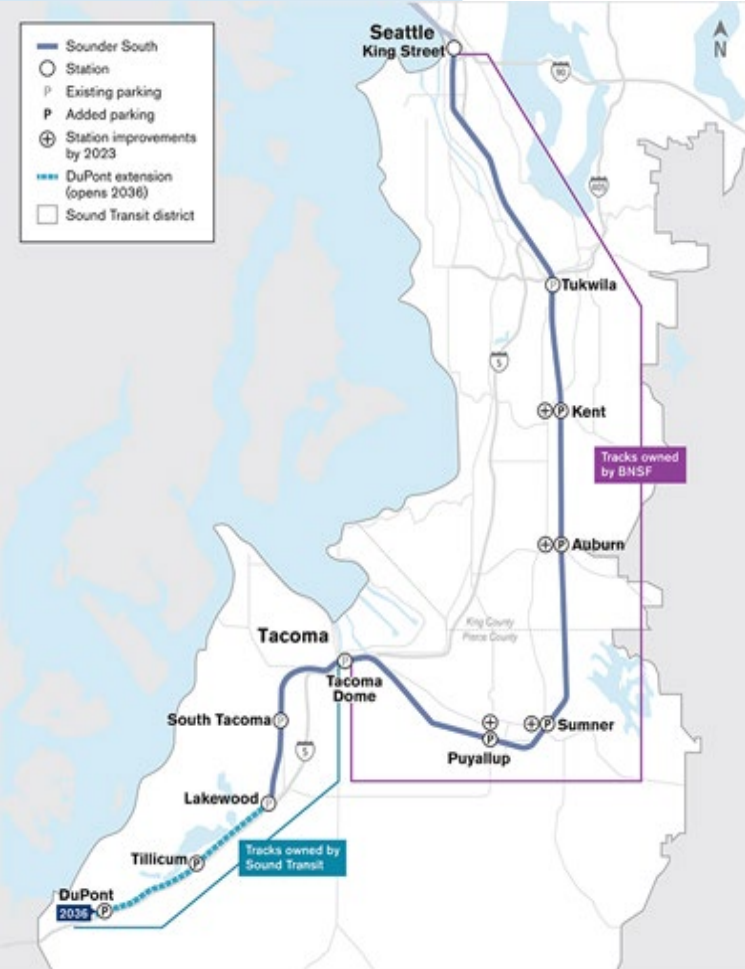 Sounder South
Station
P Existing parking
P Added parking
Station improvements
by 2023
DuPont extension
(opens 2036)
Sound Transit district
Seattle
King Street
N
90
405
P
Tukwila
5
P
Kent
Tracks owned
by BNSF
P
Auburn
King County
Pierce County
Tacoma
P
Tacoma
Dome
South Tacoma
P
5
P
Sumner
P
Puyallup
Lakewood
P
Tracks owned by
Sound Transit
Tillicum
P
DuPont
2036
P